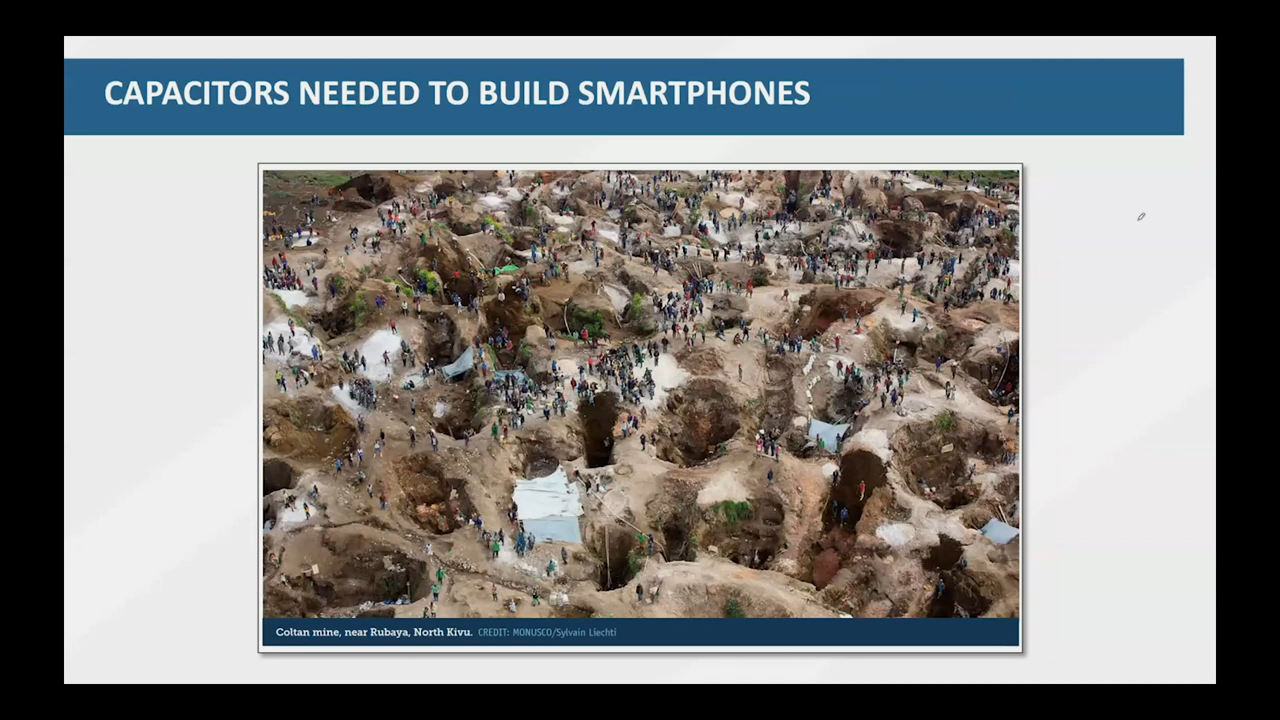 CAPACITORS NEEDED TO BUILD SMARTPHONES
Coltan mine, near Rubaya, North Kivu. CREDIT: MONUSCO/Sylvain Liechti